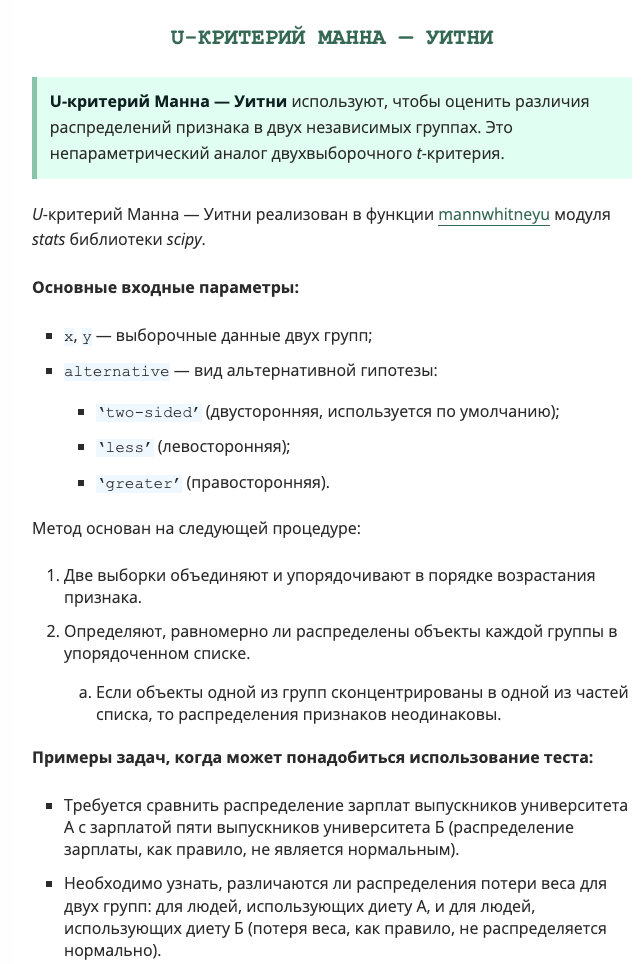 U-КРИТЕРИЙ МАННА — УИТНИ
U-критерий Манна — Уитни используют, чтобы оценить различия
распределений признака в двух независимых группах. Это
непараметрический аналог двухвыборочного t-критерия.
U-критерий Манна — Уитни реализован в функции mannwhitneyu модуля
stats библиотеки scipy.
Основные входные параметры:
▪ x, y — выборочные данные двух групп;
▪ alternative — вид альтернативной гипотезы:
▪ ‘two-sided’ (двусторонняя, используется по умолчанию);
▪ ‘less’ (левосторонняя);
▪ ‘greater’ (правосторонняя).
Метод основан на следующей процедуре:
1. Две выборки объединяют и упорядочивают в порядке возрастания
признака.
2. Определяют, равномерно ли распределены объекты каждой группы в
упорядоченном списке.
a. Если объекты одной из групп сконцентрированы в одной из частей
списка, то распределения признаков неодинаковы.
Примеры задач, когда может понадобиться использование теста:
▪ Требуется сравнить распределение зарплат выпускников университета
А с зарплатой пяти выпускников университета Б (распределение
зарплаты, как правило, не является нормальным).
▪ Необходимо узнать, различаются ли распределения потери веса для
двух групп: для людей, использующих диету А, и для людей,
использующих диету Б (потеря веса, как правило, не распределяется
нормально).